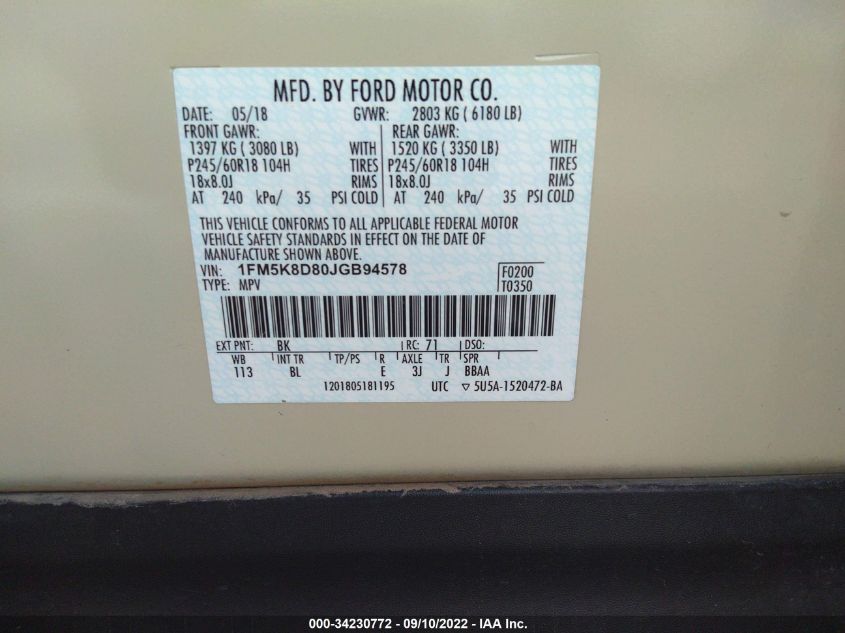 MFD. BY FORD MOTOR CO.
DATE: 05/18 GVWR: 2803 KG ( 6180 LB)
FRONT GAWR: REAR GAWR:
1397 KG ( 3080 LB) WITH 1520 KG ( 3350 LB) WITH
P245/60R18 104H TIRES P245/60R18 104H TIRES
18x8.0J RIMS 18x8.0J RIMS
AT 240 kPa/ 35 PSI COLD AT 240 kPa/ 35 PSI COLD
THIS VEHICLE CONFORMS TO ALL APPLICABLE FEDERAL MOTOR
VEHICLE SAFETY STANDARDS IN EFFECT ON THE DATE OF
MANUFACTURE SHOWN ABOVE.
VIN: 1FM5K8D80JGB94578 F0200
TYPE: MPV T0350
EXT PNT: BK RC: 71 DSO:
WB INT TR TP/PS R AXLE TR SPR
113 BL E 3J J BBAA
1201805181195 UTC ▽ 5U5A-1520472-BA
000-34230772 - 09/10/2022 - IAA Inc.